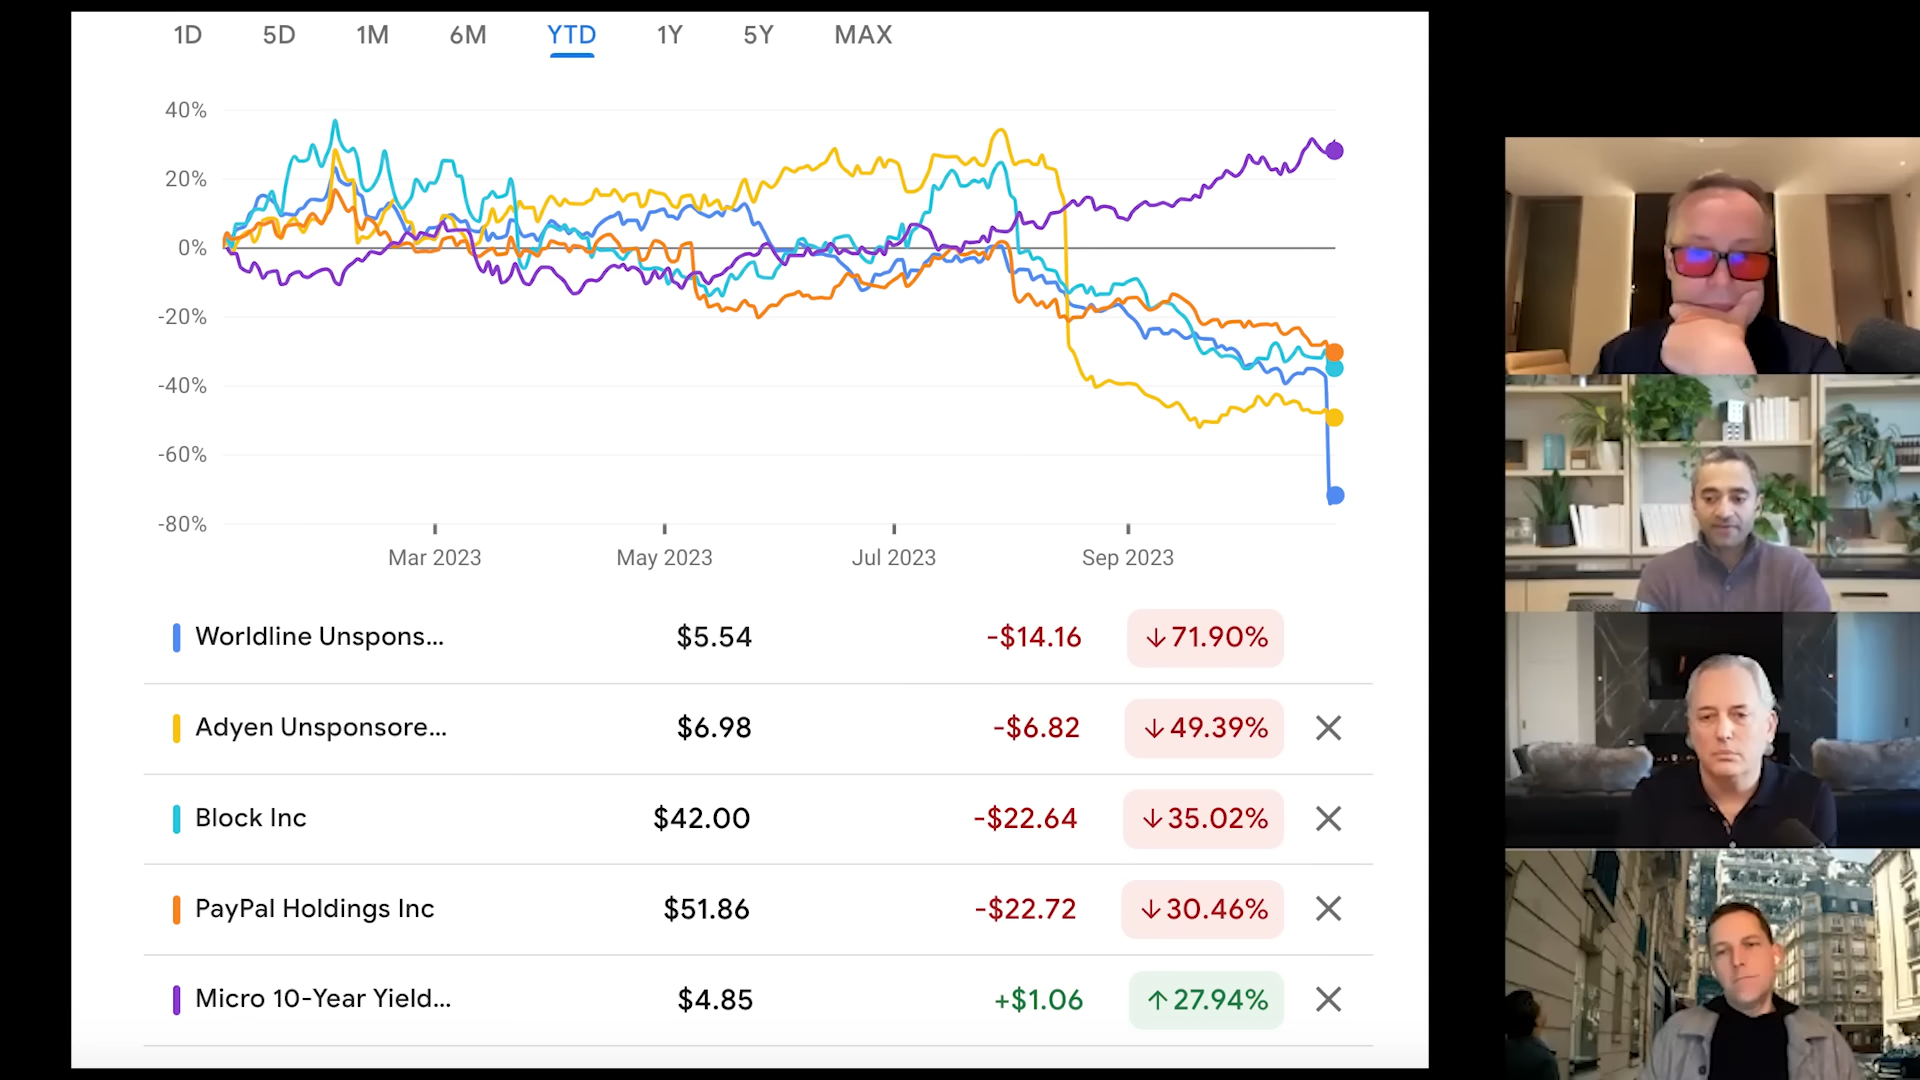 1D 5D 1M 6M YTD 1Y 5Y MAX
40%
20%
0%
-20%
-40%
-60%
-80%
Mar 2023 May 2023 Jul 2023 Sep 2023
Worldline Unspons... $5.54 -$14.16 ↓71.90%
Adyen Unsponsore... $6.98 -$6.82 ↓49.39%
Block Inc $42.00 -$22.64 ↓35.02%
PayPal Holdings Inc $51.86 -$22.72 ↓30.46%
Micro 10-Year Yield... $4.85 +$1.06 ↑27.94%